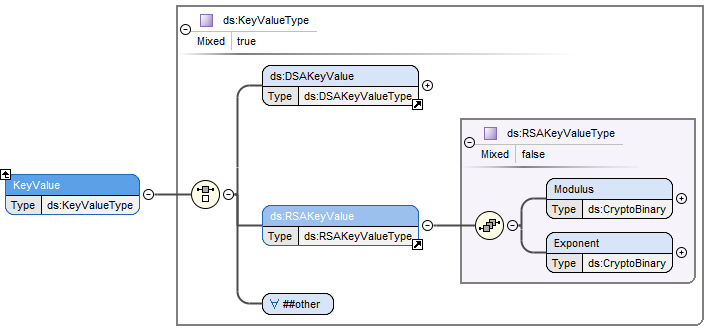 ds:KeyValueType
Mixed true
ds:DSAKeyValue
Type ds:DSAKeyValueType
ds:RSAKeyValueType
Mixed false
KeyValue
Type ds:KeyValueType
ds:RSAKeyValue
Type ds:RSAKeyValueType
Modulus
Type ds:CryptoBinary
Exponent
Type ds:CryptoBinary
∀ ##other